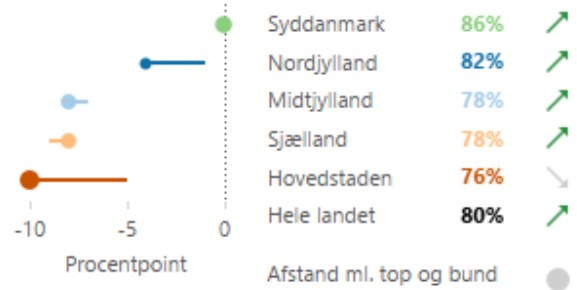 Syddanmark 86%
Nordjylland 82%
Midtjylland 78%
Sjælland 78%
Hovedstaden 76%
Hele landet 80%
-10 -5 0
Procentpoint
Afstand ml. top og bund